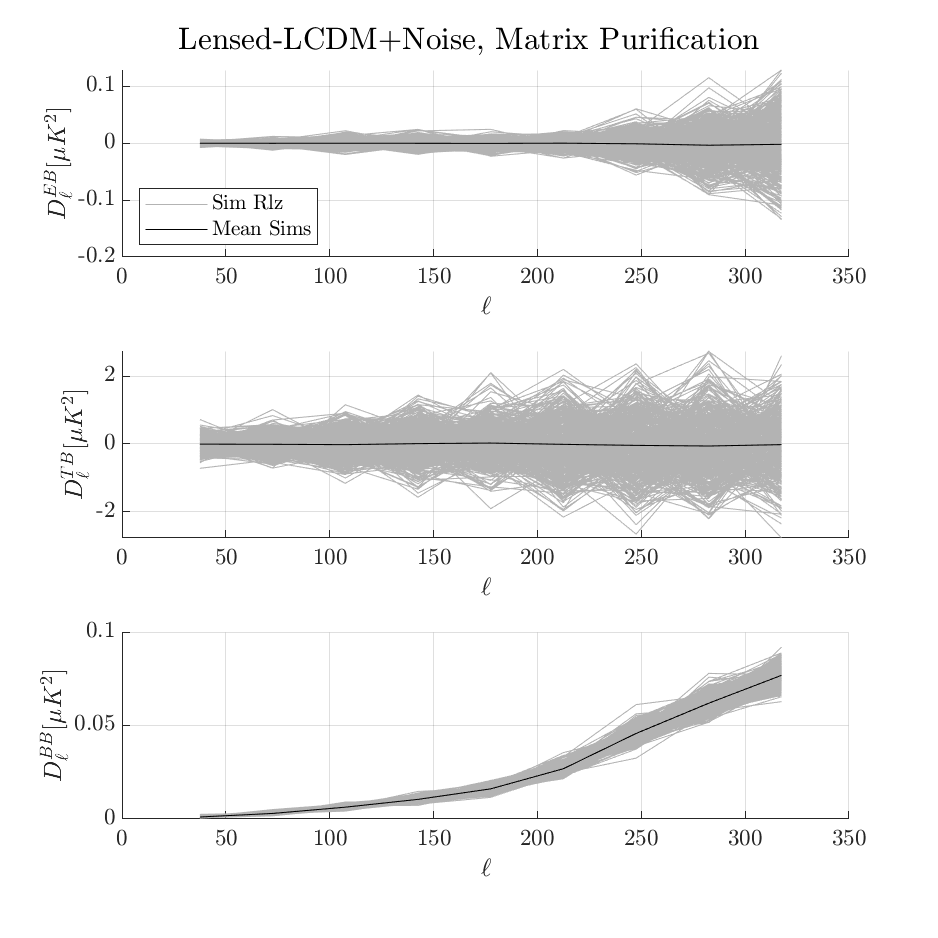 Lensed-LCDM+Noise, Matrix Purification
0.1
0
-0.1
-0.2
D_ℓ^{EB}[μK^2]
Sim Rlz
Mean Sims
0 50 100 150 200 250 300 350
ℓ
2
0
-2
D_ℓ^{TB}[μK^2]
0 50 100 150 200 250 300 350
ℓ
0.1
0.05
0
D_ℓ^{BB}[μK^2]
0 50 100 150 200 250 300 350
ℓ